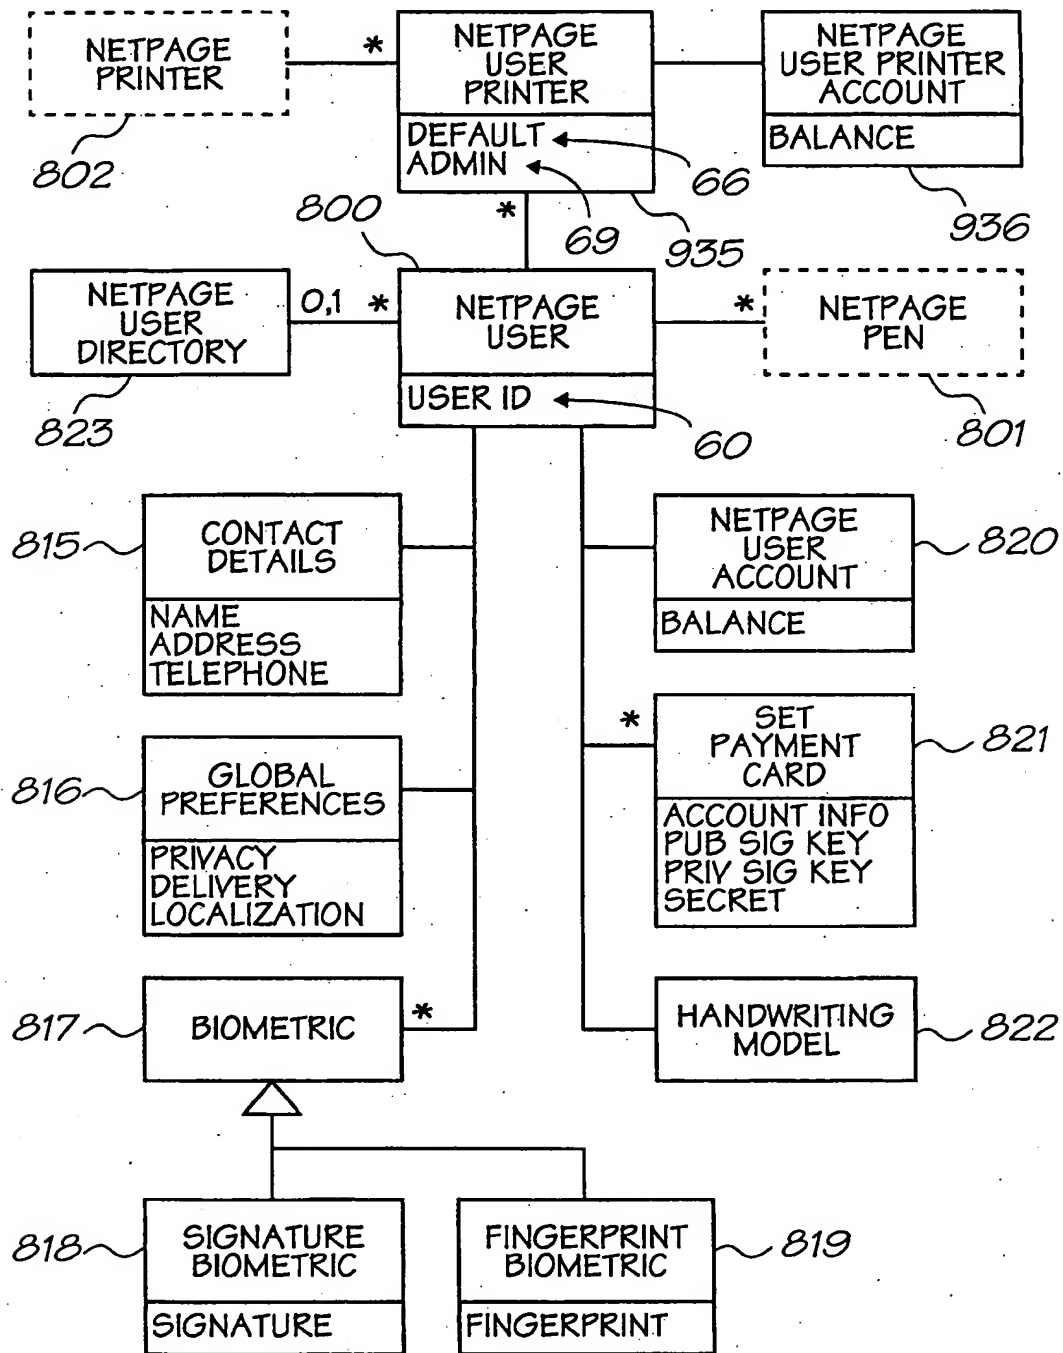 NETPAGE
PRINTER
802
*
NETPAGE
USER
PRINTER
DEFAULT
ADMIN
66
69
935
NETPAGE
USER PRINTER
ACCOUNT
BALANCE
936
*
800
NETPAGE
USER
DIRECTORY
823
0,1
*
NETPAGE
USER
USER ID
60
*
NETPAGE
PEN
801
815
CONTACT
DETAILS
NAME
ADDRESS
TELEPHONE
NETPAGE
USER
ACCOUNT
BALANCE
820
816
GLOBAL
PREFERENCES
PRIVACY
DELIVERY
LOCALIZATION
*
SET
PAYMENT
CARD
ACCOUNT INFO
PUB SIG KEY
PRIV SIG KEY
SECRET
821
817
BIOMETRIC
*
HANDWRITING
MODEL
822
818
SIGNATURE
BIOMETRIC
SIGNATURE
FINGERPRINT
BIOMETRIC
FINGERPRINT
819